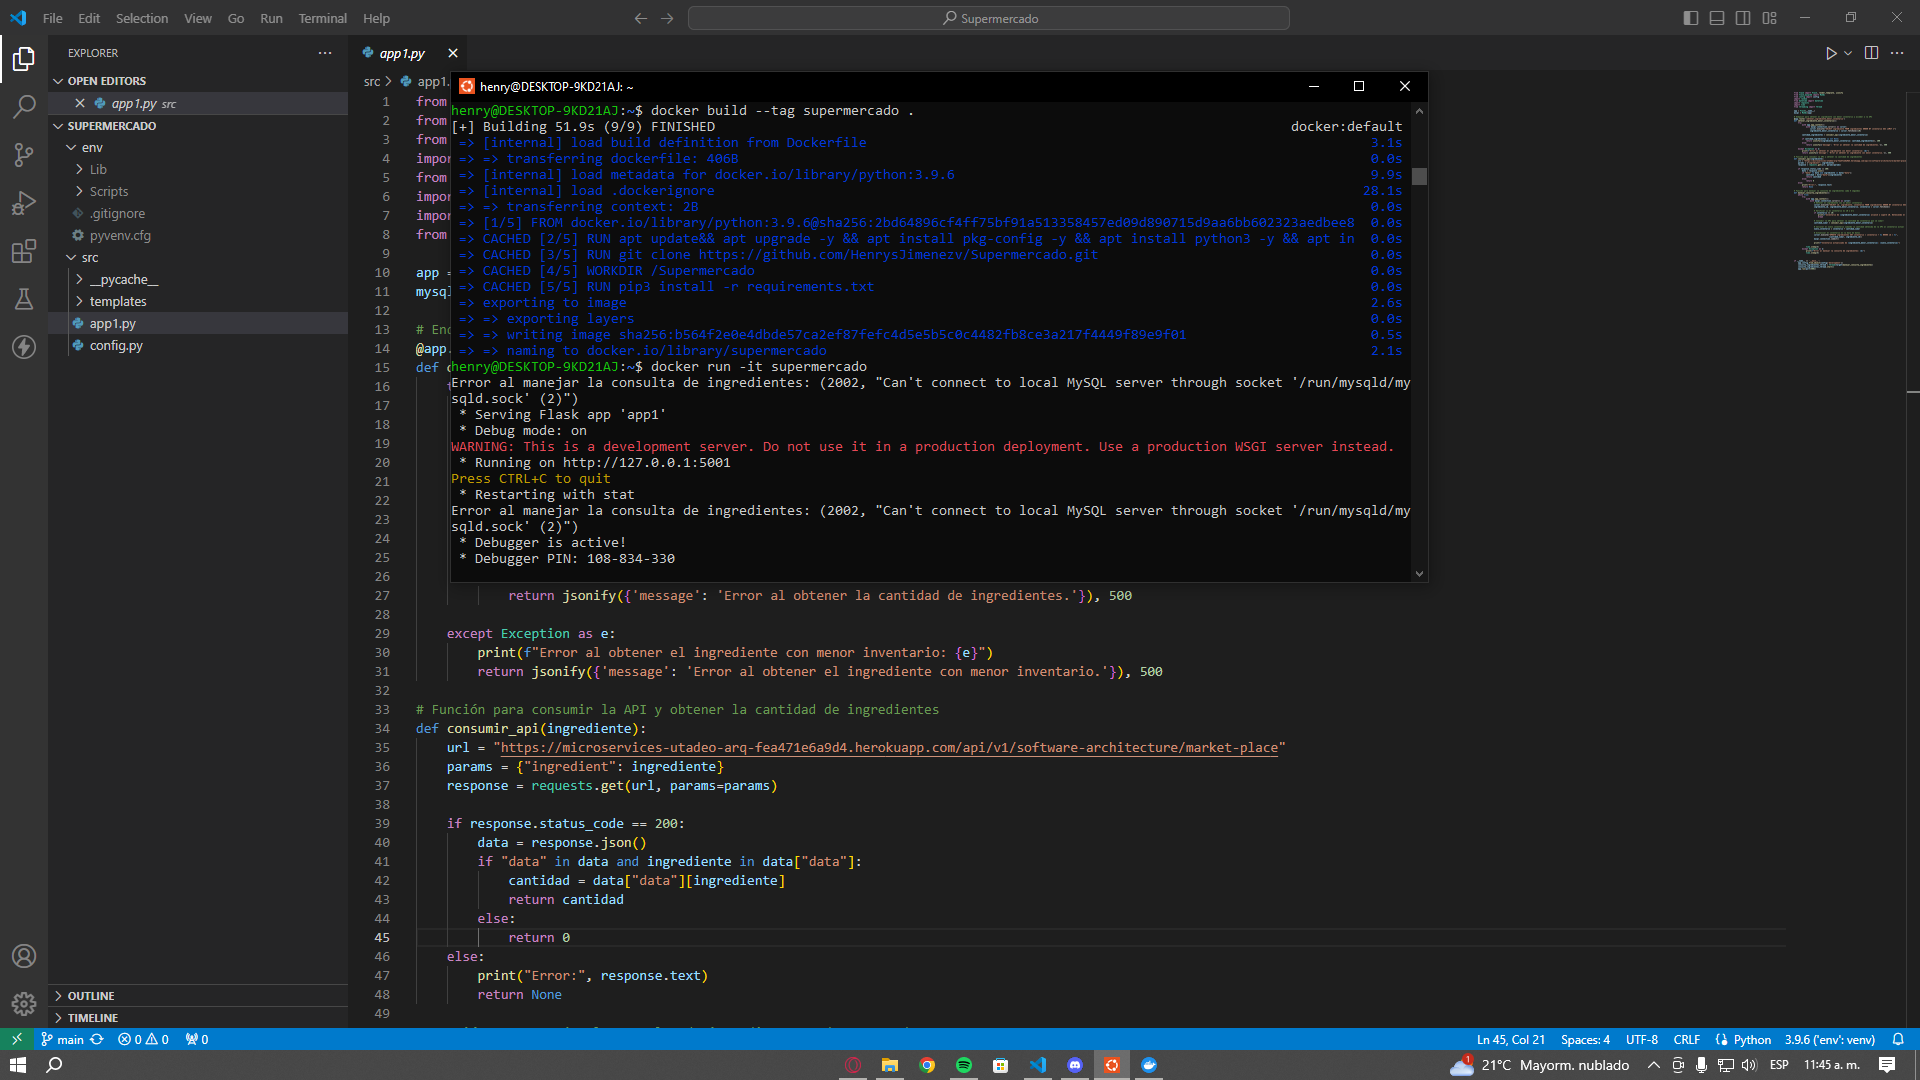 File Edit Selection View Go Run Terminal Help
Supermercado
EXPLORER
OPEN EDITORS
app1.py src
SUPERMERCADO
env
Lib
Scripts
.gitignore
pyvenv.cfg
src
__pycache__
templates
app1.py
config.py
OUTLINE
TIMELINE
app1.py
src > app1.
henry@DESKTOP-9KD21AJ: ~
henry@DESKTOP-9KD21AJ:~$ docker build --tag supermercado .
[+] Building 51.9s (9/9) FINISHED docker:default
=> [internal] load build definition from Dockerfile 3.1s
=> => transferring dockerfile: 406B 0.0s
=> [internal] load metadata for docker.io/library/python:3.9.6 9.9s
=> [internal] load .dockerignore 28.1s
=> => transferring context: 2B 0.0s
=> [1/5] FROM docker.io/library/python:3.9.6@sha256:2bd64896cf4ff75bf91a513358457ed09d890715d9aa6bb602323aedbee8 0.0s
=> CACHED [2/5] RUN apt update&& apt upgrade -y && apt install pkg-config -y && apt install python3 -y && apt in 0.0s
=> CACHED [3/5] RUN git clone https://github.com/HenrysJimenezv/Supermercado.git 0.0s
=> CACHED [4/5] WORKDIR /Supermercado 0.0s
=> CACHED [5/5] RUN pip3 install -r requirements.txt 0.0s
=> exporting to image 2.6s
=> => exporting layers 0.0s
=> => writing image sha256:b564f2e0e4dbde57ca2ef87fefc4d5e5b5c0c4482fb8ce3a217f4449f89e9f01 0.5s
=> => naming to docker.io/library/supermercado 2.1s
henry@DESKTOP-9KD21AJ:~$ docker run -it supermercado
Error al manejar la consulta de ingredientes: (2002, "Can't connect to local MySQL server through socket '/run/mysqld/my
sqld.sock' (2)")
* Serving Flask app 'app1'
* Debug mode: on
WARNING: This is a development server. Do not use it in a production deployment. Use a production WSGI server instead.
* Running on http://127.0.0.1:5001
Press CTRL+C to quit
* Restarting with stat
Error al manejar la consulta de ingredientes: (2002, "Can't connect to local MySQL server through socket '/run/mysqld/my
sqld.sock' (2)")
* Debugger is active!
* Debugger PIN: 108-834-330
1 from
2 from
3 from
4 impor
5 from
6 impor
7 impor
8 from
9
10 app =
11 mysql
12
13 # End
14 @app.
15 def
16
17
18
19
20
21
22
23
24
25
26
27 return jsonify({'message': 'Error al obtener la cantidad de ingredientes.'}), 500
28
29 except Exception as e:
30 print(f"Error al obtener el ingrediente con menor inventario: {e}")
31 return jsonify({'message': 'Error al obtener el ingrediente con menor inventario.'}), 500
32
33 # Función para consumir la API y obtener la cantidad de ingredientes
34 def consumir_api(ingrediente):
35 url = "https://microservices-utadeo-arq-fea471e6a9d4.herokuapp.com/api/v1/software-architecture/market-place"
36 params = {"ingredient": ingrediente}
37 response = requests.get(url, params=params)
38
39 if response.status_code == 200:
40 data = response.json()
41 if "data" in data and ingrediente in data["data"]:
42 cantidad = data["data"][ingrediente]
43 return cantidad
44 else:
45 return 0
46 else:
47 print("Error:", response.text)
48 return None
49
main 0 0 0
Ln 45, Col 21 Spaces: 4 UTF-8 CRLF Python 3.9.6 ('env': venv)
1 21°C Mayorm. nublado ESP 11:45 a. m.